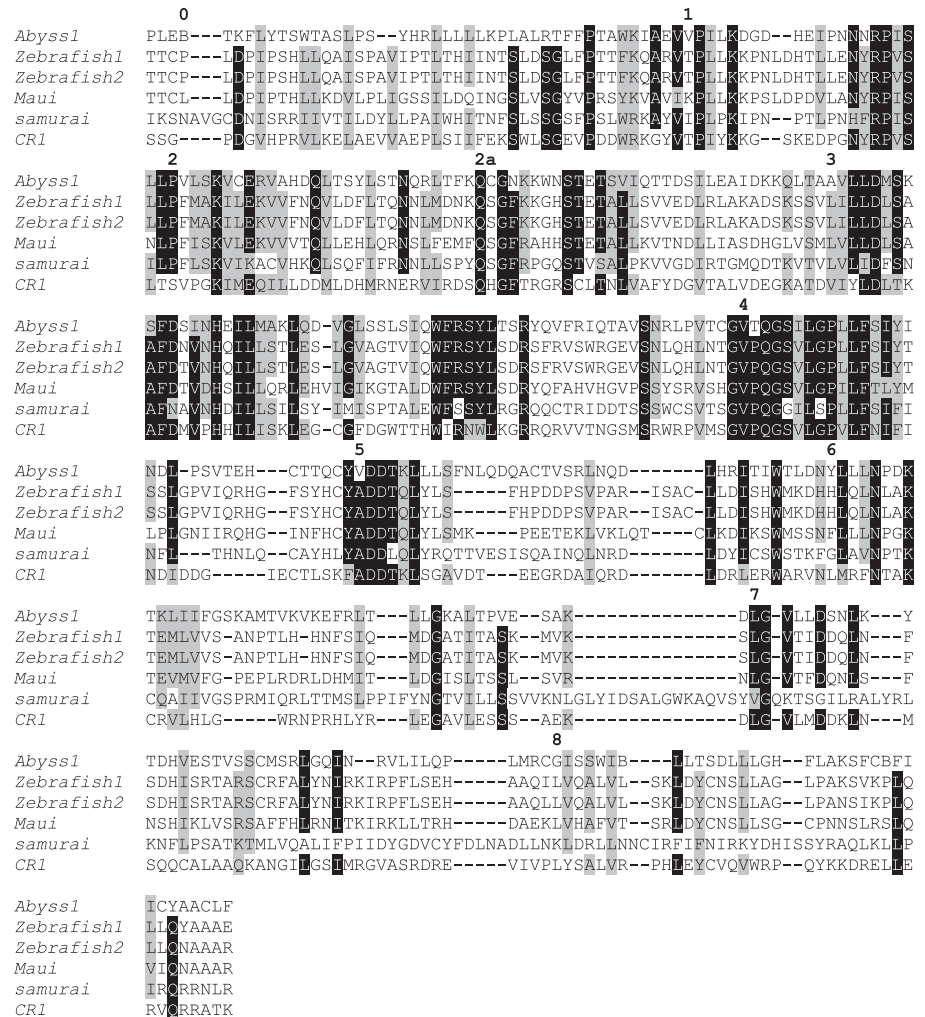 0 1
Abyss1 PLEB---TKFLYTSWTASLPS--YHRLLLLLLKPLALRTFFPTAWKIAEVVPILKDGD--HEIPNNNRPIS
Zebrafish1 TTCP---LDPIPSHLLQAISPAVIPTLTHIINTSLDSGLFPTTFKQARVTPLLKKPNLDHTLLENYRPVS
Zebrafish2 TTCP---LDPIPSHLLQAISPAVIPTLTHIINTSLDSGLFPTTFKQARVTPLLKKPNLDHTLLENYRPVS
Maui TTCL---LDPIPTHLLKDVLPLIGSSILDQINGSLVSGYVPRSYKVAVIKPLLKKPSLDPDVLANYRPIS
samurai IKSNAVGCDNISRRIIVTILDYLLPAIWHITNFSLSSGSFPSLWRKAYVIPLPKIPN--PTLPNHFRPIS
CR1 SSG----PDGVHPRVLKELAEVVAEPLSIIFEKSWLSGEVPDDWRKGYVTPIYKKG--SKEDPGNYRPVS
2 2a 3
Abyss1 LLPVLSKVCERVAHDQLTSYLSTNQRLTFKQCGNKKWNSTETSVIQTTDSILEAIDKKQLTAAVLLDMSK
Zebrafish1 LLPFMAKILEKVVFNQVLDFLTQNNLMDNKQSGFKKGHSTETALLSVVEDLRLAKADSKSSVLILLDLSA
Zebrafish2 LLPFMAKILEKVVFNQVLDFLTQNNLMDNKQSGFKKGHSTETALLSVVEDLRLAKADSKSSVLILLDLSA
Maui NLPFISKVLEKVVVTQLLEHLQRNSLFEMFQSGFRAHHSTETALLKVTNDLLIASDHGLVSMLVLLDLSA
samurai ILPFLSKVIKACVHKQLSQFIFRNNLLSPYQSGFRPGQSTVSALPKVVGDIRTGMQDTKVTVLVLIDFSN
CR1 LTSVPGKIMEQILLDDMLDHMRNERVIRDSQHGFTRGRSCLTNLVAFYDGVTALVDEGKATDVIYLDLTK
4
Abyss1 SFDSINHEILMAKLQD-VGLSSLSIQWFRSYLTSRYQVFRIQTAVSNRLPVTCGVTQGSILGPLLFSIYI
Zebrafish1 AFDNVNHQILLSTLES-LGVAGTVIQWFRSYLSDRSFRVSWRGEVSNLQHLNTGVPQGSVLGPLLFSIYT
Zebrafish2 AFDTVNHQILLSTLES-LGVAGTVIQWFRSYLSDRSFRVSWRGEVSNLQHLNTGVPQGSVLGPLLFSLYT
Maui AFDTVDHSILLQRLEHVIGIKGTALDWFRSYLSDRYQFAHVHGVPSSYSRVSHGVPQGSVLGPILFTLYM
samurai AFNAVNHDILLSILSY-IMISPTALEWFSSYLRGRQQCTRIDDTSSSWCSVTSGVPQGGILSPLLFSIFI
CR1 AFDMVPHHILISKLEG-CGFDGWTTHWIRNWLKGRRQRVVTNGSMSRWRPVMSGVPQGSVLGPVLFNLFI
5 6
Abyss1 NDL-PSVTEH--CTTQCYVDDTKLLLSFNLQDQACTVSRLNQD-------LHRITIWTLDNYLLLNPDK
Zebrafish1 SSLGPVIQRHG--FSYHCYADDTQLYLS-----FHPDDPSVPAR--ISAC-LLDISHWMKDHHLQLNLAK
Zebrafish2 SSLGPVIQRHG--FSYHCYADDTQLYLS-----FHPDDPSVPAR--ISAC-LLDISHWMKDHHLQLNLAK
Maui LPLGNIIRQHG--INFHCYADDTQLYLSMK----PEETEKLVKLQT----CLKDIKSWMSSNFLLLNPGK
samurai NFL---THNLQ-CAYHLYADDLQLYRQTTVESISQAINQLNRD-------LDYICSWSTKFGLAVNPTK
CR1 NDIDDG-----IECTLSKFADDTKLSGAVDT---EEGRDAIQRD------LDRLERWARVNLMRFNTAK
7
Abyss1 TKLIIFGSKAMTVKVKEFRLT---LLGKALTPVE--SAK---------------DLG-VLLDSNLK---Y
Zebrafish1 TEMLVVS-ANPTLH-HNFSIQ---MDGATITASK--MVK---------------SLG-VTIDDQLN---F
Zebrafish2 TEMLVVS-ANPTLH-HNFSIQ---MDGATITASK--MVK---------------SLG-VTIDDQLN---F
Maui TEVMVFG-PEPLRDRLDHMIT---LDGISLTSSL--SVR---------------NLG-VTFDQNLS---F
samurai CQAIIVGSPRMIQRLTTMSLPPIFYNGTVILLSSVVKNLGLYIDSALGWKAQVSYVGQKTSGILRALYRL
CR1 CRVLHLG-----WRNPRHLYR---LEGAVLESSS--AEK---------------DLG-VLMDDKLN---M
8
Abyss1 TDHVESTVSSCMSRLGQIN--RVLILQP------LMRCGISSWIB-----LLTSDLLLGH--FLAKSFCBFI
Zebrafish1 SDHISRTARSCRFALYNIRKIRPFLSEH------AAQILVQALVL--SKLDYCNSLLAG--LPAKSVKPLQ
Zebrafish2 SDHISRTARSCRFALYNIRKIRPFLSEH------AAQLLVQALVL--SKLDYCNSLLAG--LPANSIKPLQ
Maui NSHIKLVSRSAFFHLRNITKIRKLLTRH------DAEKLVHAFVT--SRLDYCNSLLSG--CPNNSLRSLQ
samurai KNFLPSATKTMLVQALIFPIIDYGDVCYFDLNADLLNKLDRLLNNCIRFIFNIRKYDHISSYRAQLKLLP
CR1 SQQCALAAQKANGILGSIMRGVASRDRE------VIVPLYSALVR--PHLEYCVQVWRP--QYKKDRELLE
Abyss1 ICYAACLF
Zebrafish1 LLQYAAAE
Zebrafish2 LLQNAAAR
Maui VIQNAAAR
samurai IRQRRNLR
CR1 RVQRRATK